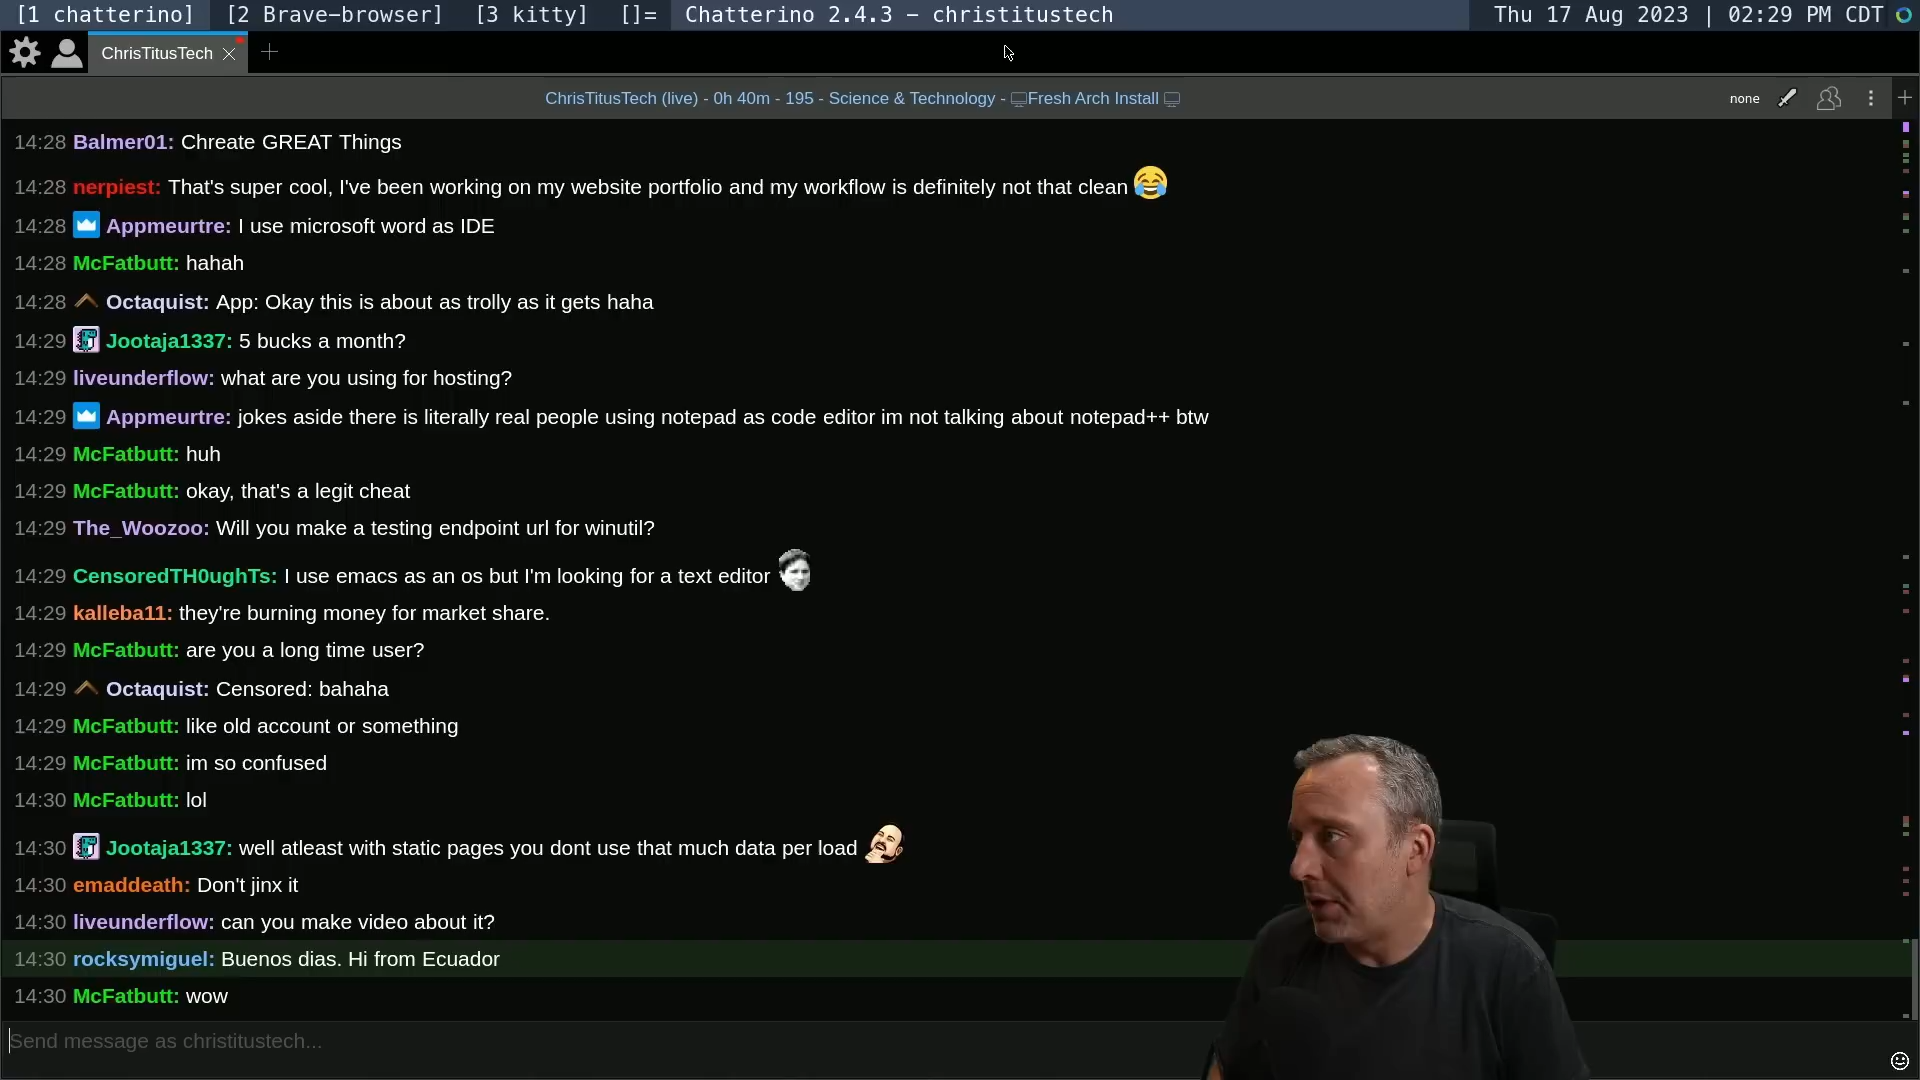 [1 chatterino] [2 Brave-browser] [3 kitty] []= Chatterino 2.4.3 - christitustech Thu 17 Aug 2023 | 02:29 PM CDT
ChrisTitusTech
ChrisTitusTech (live) - 0h 40m - 195 - Science & Technology - 🖥Fresh Arch Install 🖥 none
14:28 Balmer01: Chreate GREAT Things
14:28 nerpiest: That's super cool, I've been working on my website portfolio and my workflow is definitely not that clean 😂
14:28 Appmeurtre: I use microsoft word as IDE
14:28 McFatbutt: hahah
14:28 Octaquist: App: Okay this is about as trolly as it gets haha
14:29 Jootaja1337: 5 bucks a month?
14:29 liveunderflow: what are you using for hosting?
14:29 Appmeurtre: jokes aside there is literally real people using notepad as code editor im not talking about notepad++ btw
14:29 McFatbutt: huh
14:29 McFatbutt: okay, that's a legit cheat
14:29 The_Woozoo: Will you make a testing endpoint url for winutil?
14:29 CensoredTH0ughTs: I use emacs as an os but I'm looking for a text editor
14:29 kalleba11: they're burning money for market share.
14:29 McFatbutt: are you a long time user?
14:29 Octaquist: Censored: bahaha
14:29 McFatbutt: like old account or something
14:29 McFatbutt: im so confused
14:30 McFatbutt: lol
14:30 Jootaja1337: well atleast with static pages you dont use that much data per load
14:30 emaddeath: Don't jinx it
14:30 liveunderflow: can you make video about it?
14:30 rocksymiguel: Buenos dias. Hi from Ecuador
14:30 McFatbutt: wow
Send message as christitustech...